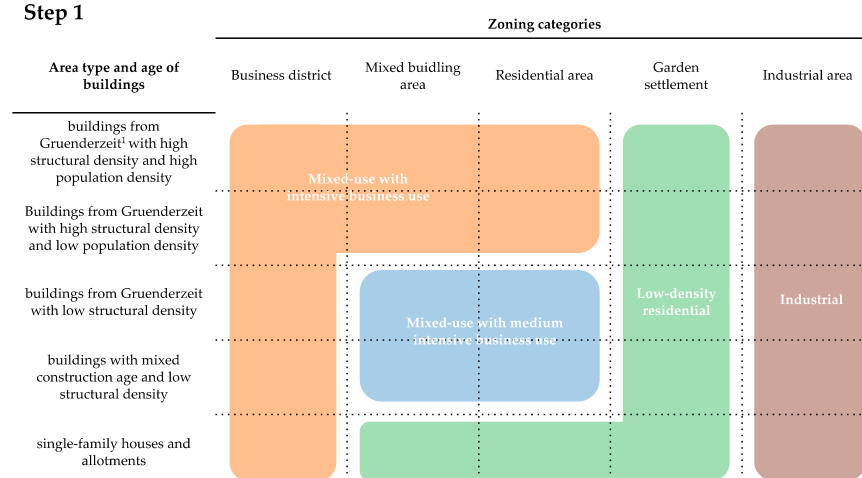 Step 1
Zoning categories
Area type and age of
buildings
Business district
Mixed buidling
area
Residential area
Garden
settlement
Industrial area
buildings from
Gruenderzeit¹ with high
structural density and high
population density
Mixed-use with
intensive business use
Buildings from Gruenderzeit
with high structural density
and low population density
buildings from Gruenderzeit
with low structural density
Low-density
residential
Industrial
Mixed-use with medium
intensive business use
buildings with mixed
construction age and low
structural density
single-family houses and
allotments